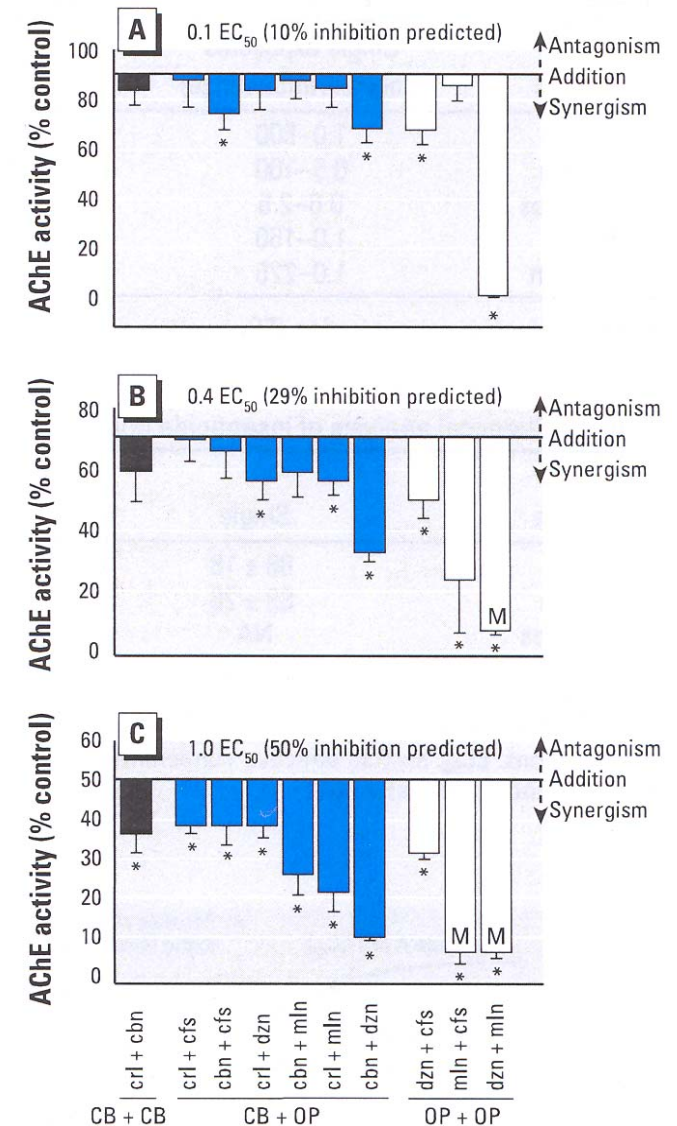 A
0.1 EC50 (10% inhibition predicted)
Antagonism
Addition
Synergism
AChE activity (% control)
100
80
60
40
20
0
*
*
*
*
B
0.4 EC50 (29% inhibition predicted)
Antagonism
Addition
Synergism
AChE activity (% control)
80
60
40
20
0
M
*
*
*
*
*
*
C
1.0 EC50 (50% inhibition predicted)
Antagonism
Addition
Synergism
AChE activity (% control)
60
50
40
30
20
10
0
M M
*
*
*
*
*
*
*
*
*
*
crl + cbn
crl + cfs
cbn + cfs
crl + dzn
cbn + mln
crl + mln
cbn + dzn
dzn + cfs
mln + cfs
dzn + mln
CB + CB
CB + OP
OP + OP